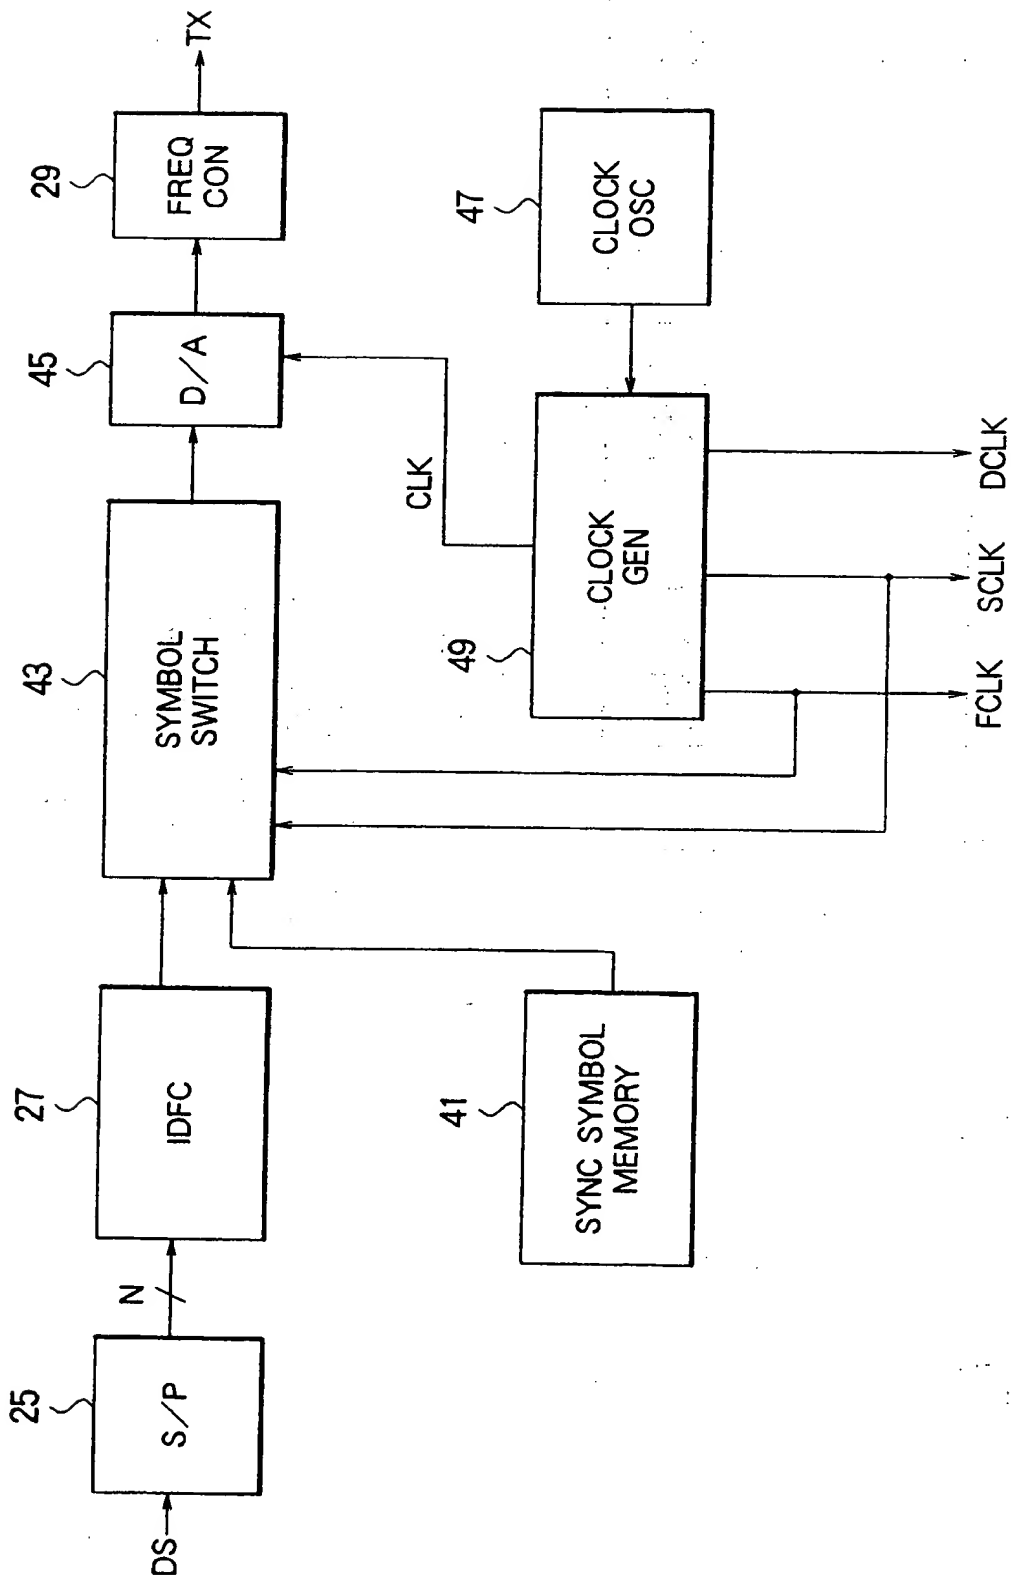 DS
25
S/P
N
27
IDFC
43
SYMBOL
SWITCH
45
D/A
29
FREQ
CON
TX
41
SYNC SYMBOL
MEMORY
CLK
49
CLOCK
GEN
47
CLOCK
OSC
FCLK
SCLK
DCLK